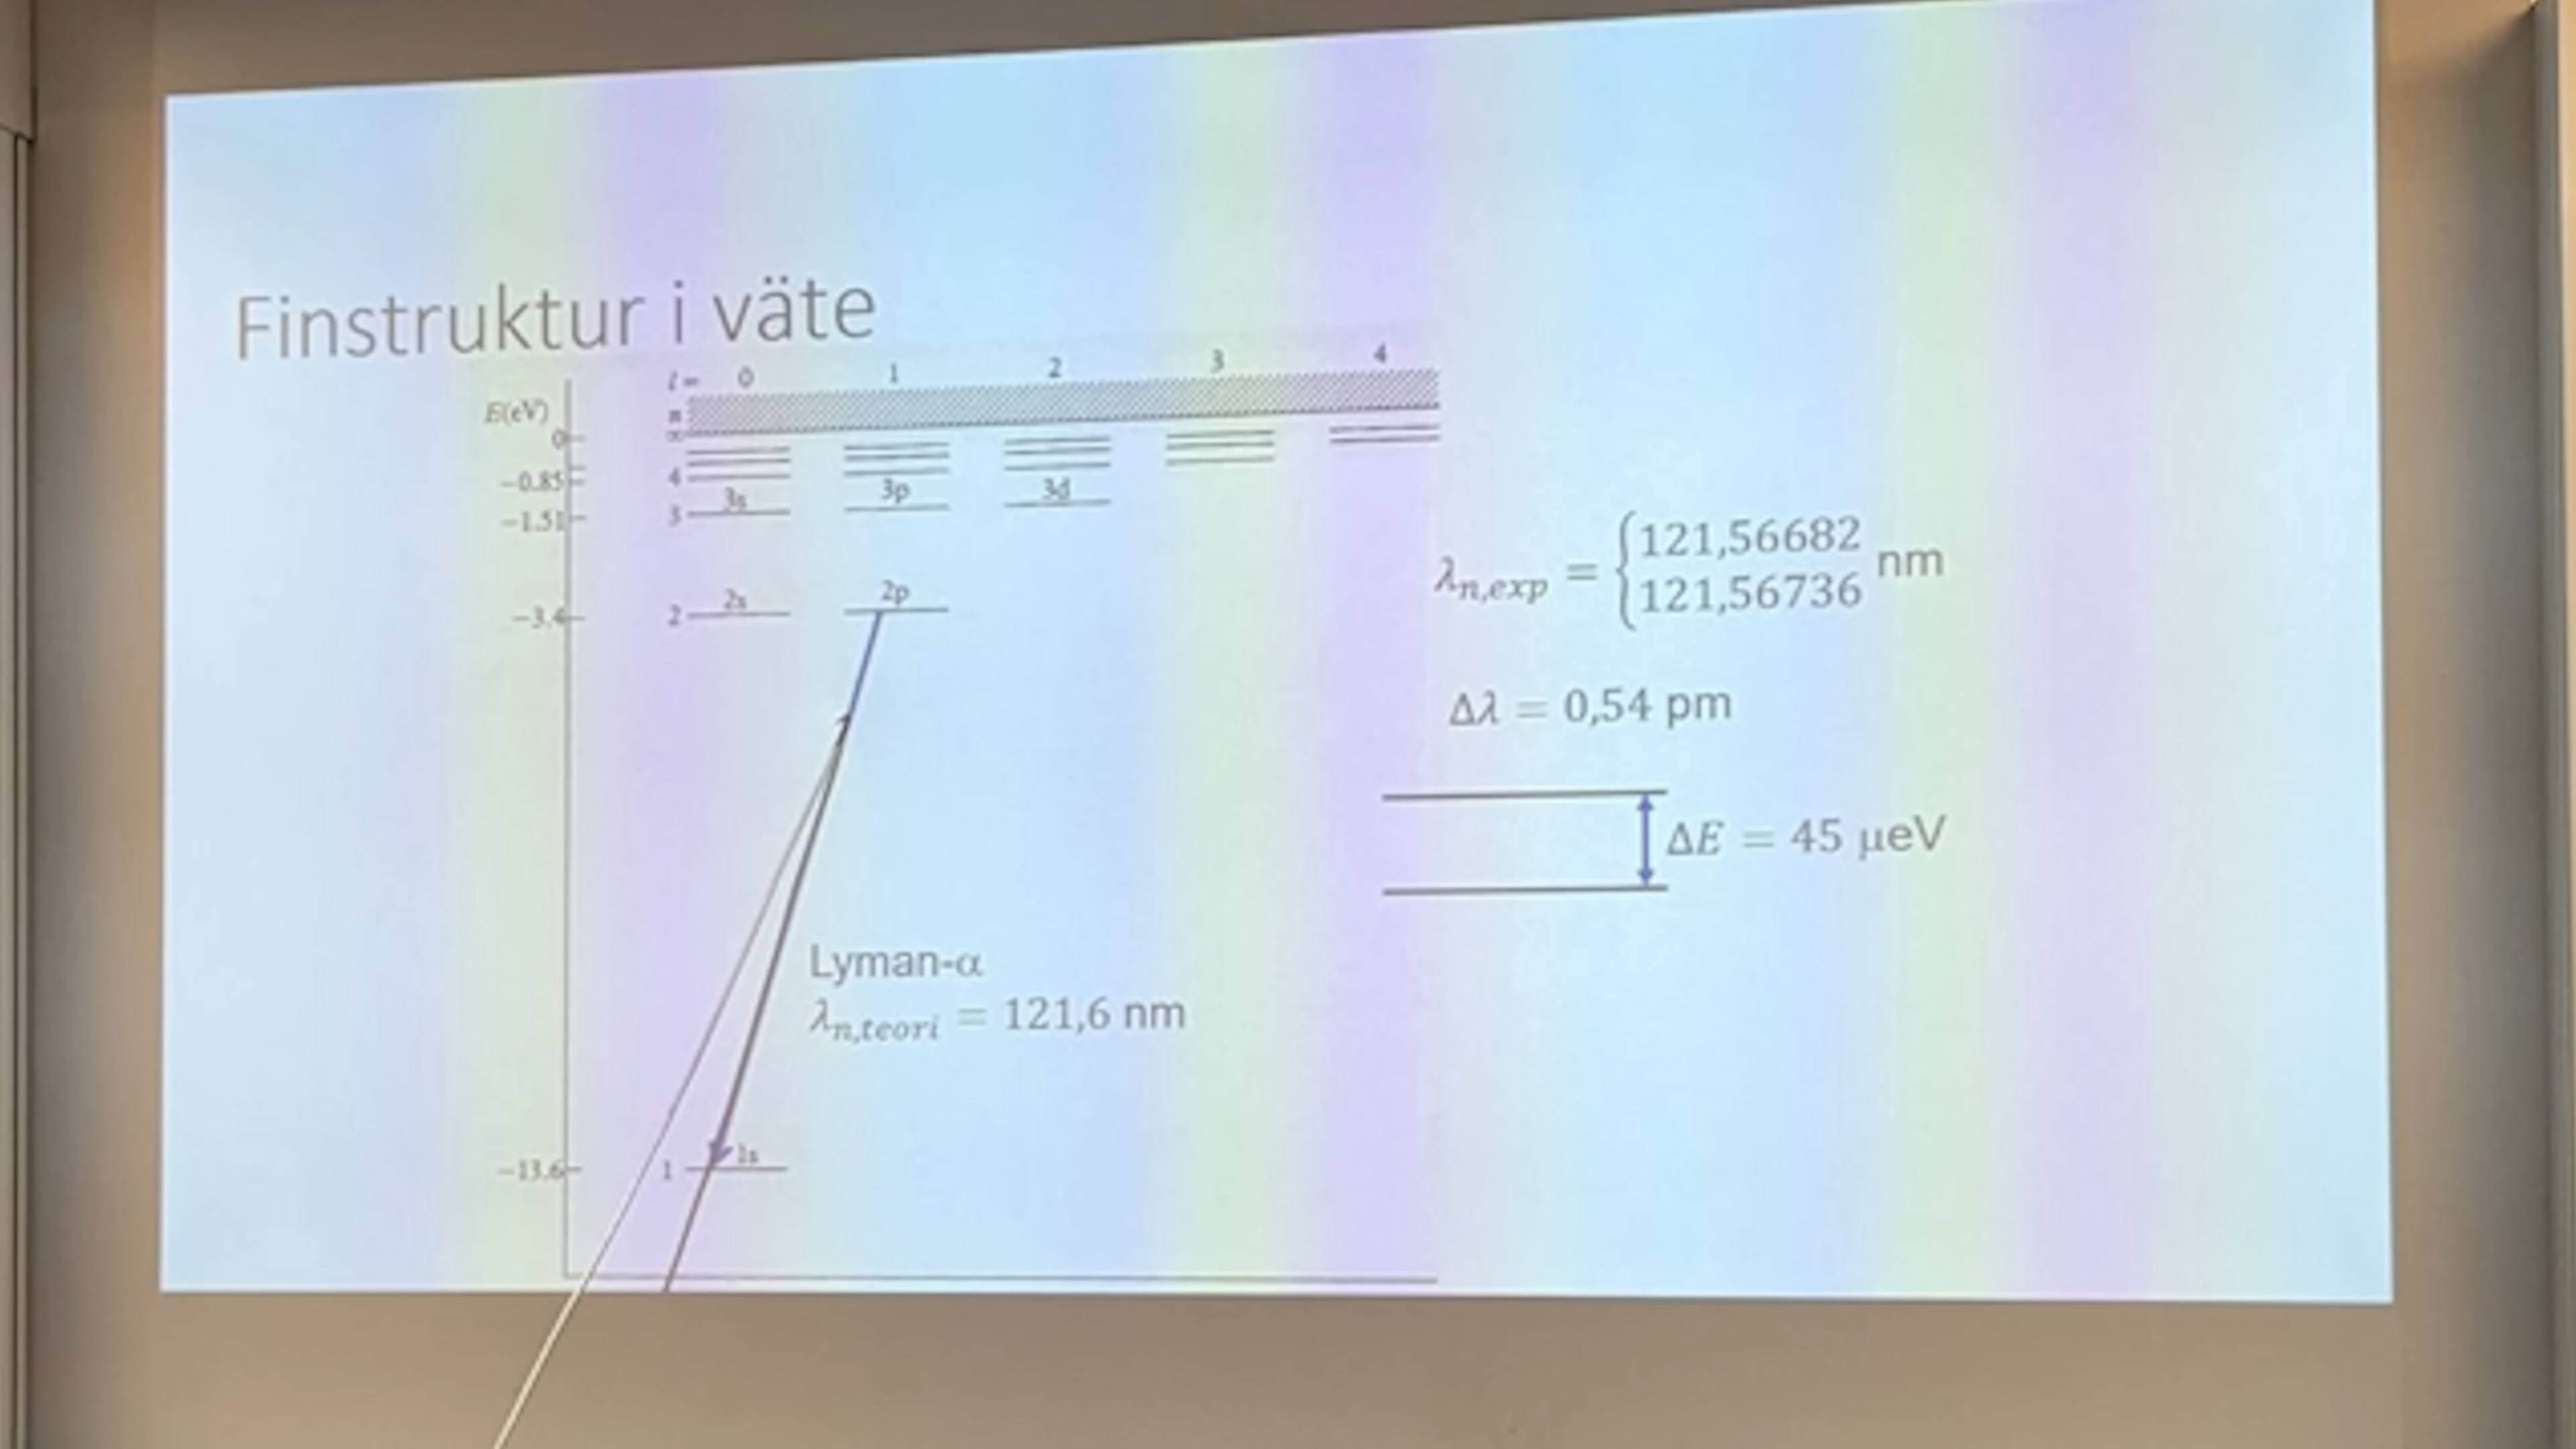 Finstruktur i väte
l = 0 1 2 3 4
E(eV)
n
0 ∞
−0.85 4
3s 3p 3d
−1.51 3
2s 2p
−3.4 2
λn,exp = {121,56682 121,56736 nm
Δλ = 0,54 pm
ΔE = 45 μeV
Lyman-α
λn,teori = 121,6 nm
1s
−13.6 1